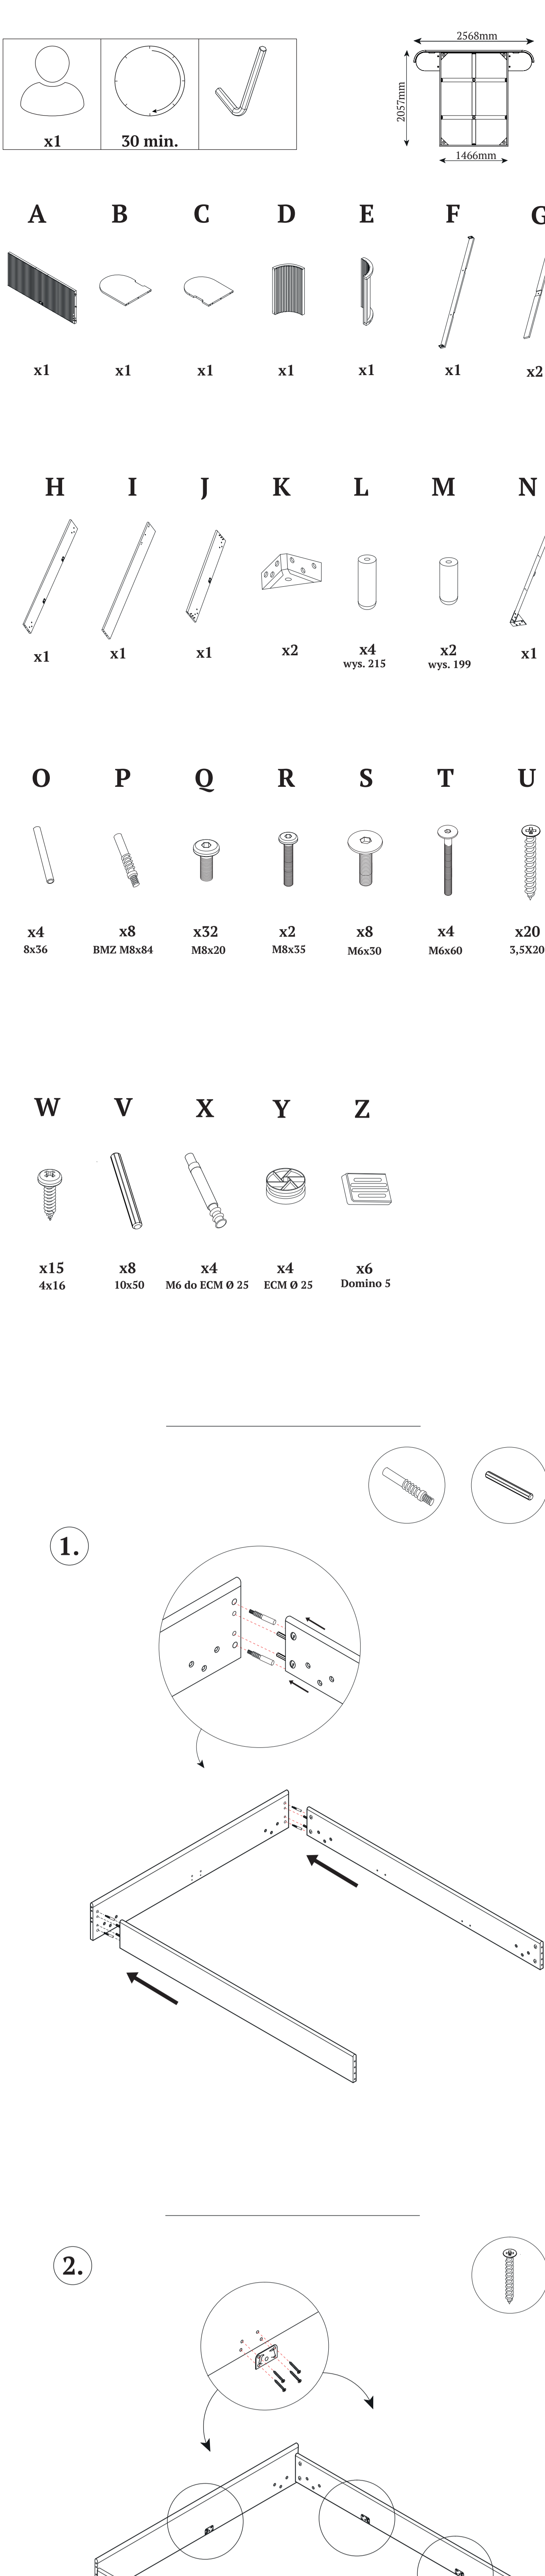 2568mm
2057mm
x1 30 min.
1466mm
A B C D E F G
x1 x1 x1 x1 x1 x1 x2
H I J K L M N
x1 x1 x1 x2 x4 x2 x1
wys. 215 wys. 199
O P Q R S T U
x4 x8 x32 x2 x8 x4 x20
8x36 BMZ M8x84 M8x20 M8x35 M6x30 M6x60 3,5X20
W V X Y Z
x15 x8 x4 x4 x6
4x16 10x50 M6 do ECM Ø 25 ECM Ø 25 Domino 5
1.
2.